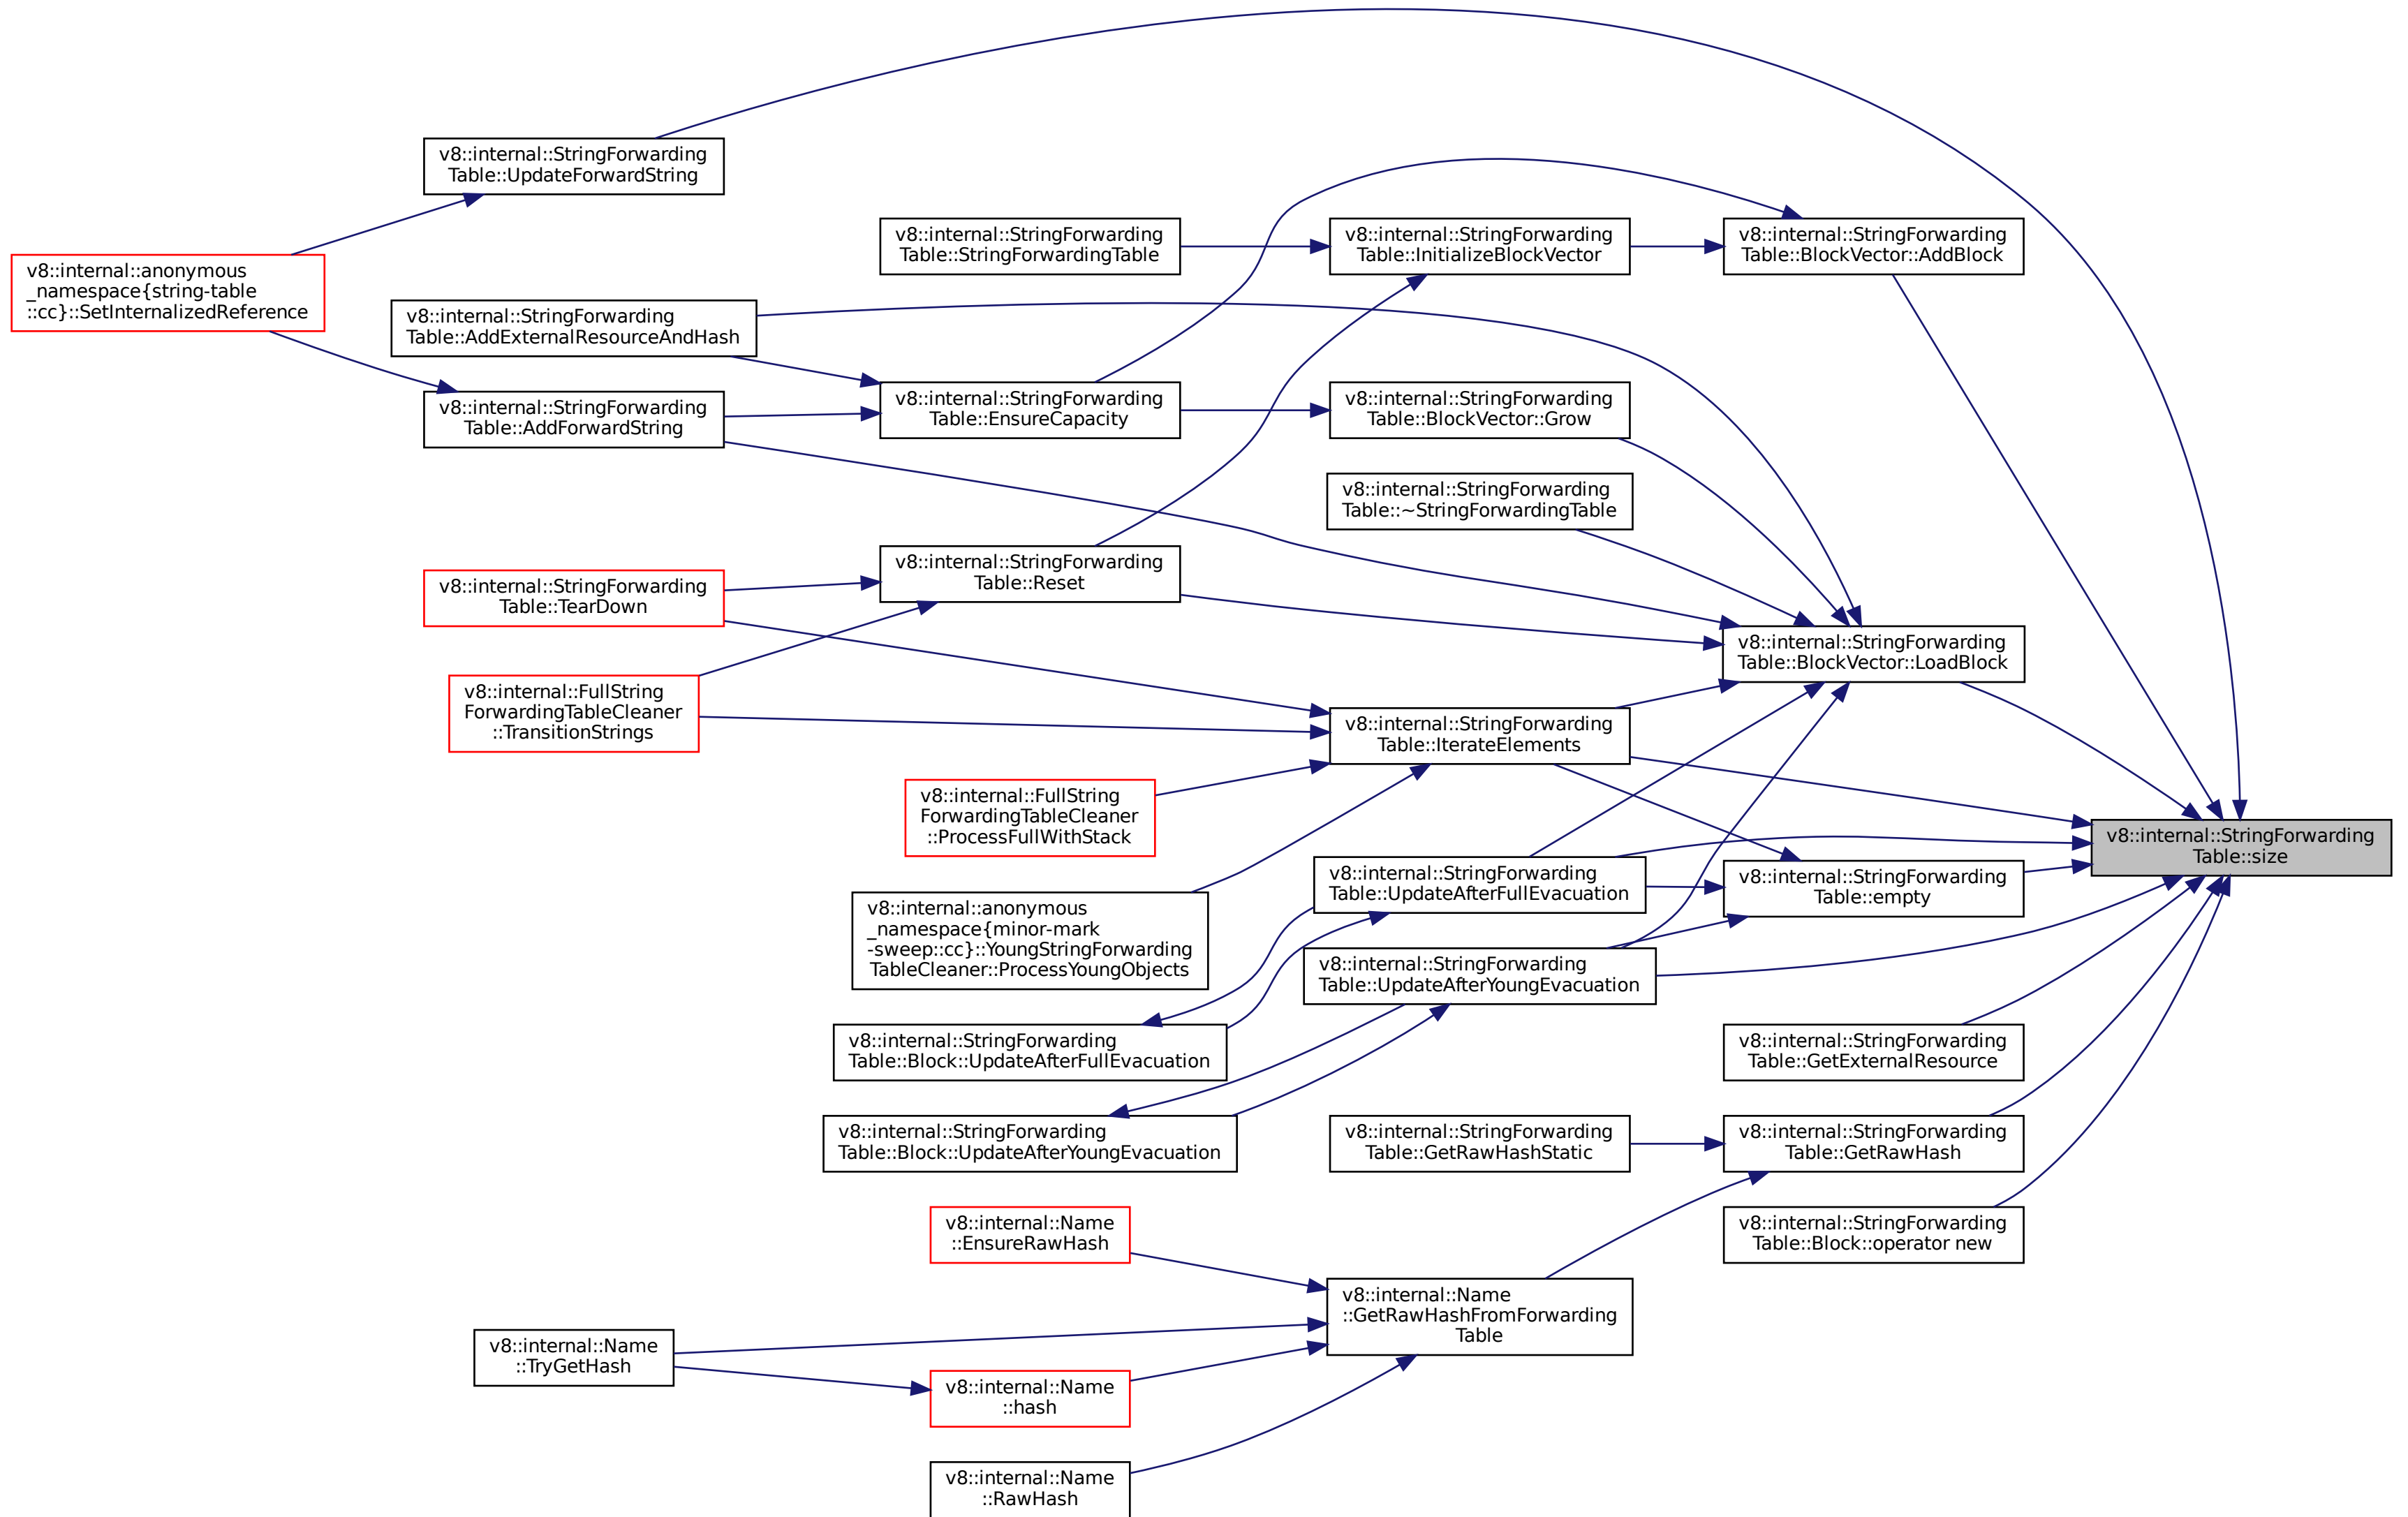 v8::internal::StringForwarding
Table::UpdateForwardString
v8::internal::StringForwarding
Table::StringForwardingTable
v8::internal::StringForwarding
Table::InitializeBlockVector
v8::internal::StringForwarding
Table::BlockVector::AddBlock
v8::internal::anonymous
_namespace{string-table
::cc}::SetInternalizedReference
v8::internal::StringForwarding
Table::AddExternalResourceAndHash
v8::internal::StringForwarding
Table::AddForwardString
v8::internal::StringForwarding
Table::EnsureCapacity
v8::internal::StringForwarding
Table::BlockVector::Grow
v8::internal::StringForwarding
Table::~StringForwardingTable
v8::internal::StringForwarding
Table::Reset
v8::internal::StringForwarding
Table::TearDown
v8::internal::StringForwarding
Table::BlockVector::LoadBlock
v8::internal::FullString
ForwardingTableCleaner
::TransitionStrings
v8::internal::StringForwarding
Table::IterateElements
v8::internal::FullString
ForwardingTableCleaner
::ProcessFullWithStack
v8::internal::StringForwarding
Table::size
v8::internal::StringForwarding
Table::UpdateAfterFullEvacuation
v8::internal::StringForwarding
Table::empty
v8::internal::anonymous
_namespace{minor-mark
-sweep::cc}::YoungStringForwarding
TableCleaner::ProcessYoungObjects
v8::internal::StringForwarding
Table::UpdateAfterYoungEvacuation
v8::internal::StringForwarding
Table::Block::UpdateAfterFullEvacuation
v8::internal::StringForwarding
Table::GetExternalResource
v8::internal::StringForwarding
Table::Block::UpdateAfterYoungEvacuation
v8::internal::StringForwarding
Table::GetRawHashStatic
v8::internal::StringForwarding
Table::GetRawHash
v8::internal::Name
::EnsureRawHash
v8::internal::StringForwarding
Table::Block::operator new
v8::internal::Name
::GetRawHashFromForwarding
Table
v8::internal::Name
::TryGetHash
v8::internal::Name
::hash
v8::internal::Name
::RawHash